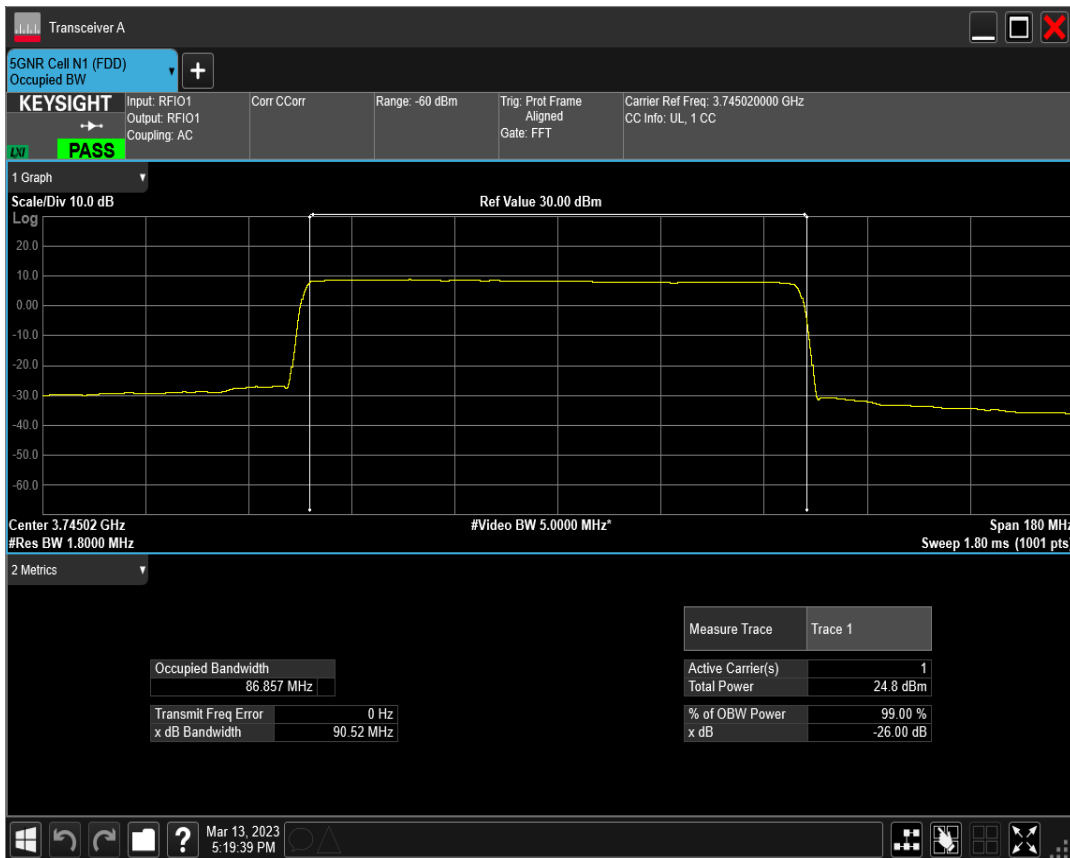 Transceiver A
5GNR Cell N1 (FDD)
Occupied BW
+
KEYSIGHT
LXI
PASS
Input: RFIO1
Output: RFIO1
Coupling: AC
Corr CCorr
Range: -60 dBm
Trig: Prot Frame
Aligned
Gate: FFT
Carrier Ref Freq: 3.745020000 GHz
CC Info: UL, 1 CC
1 Graph
Scale/Div 10.0 dB
Ref Value 30.00 dBm
Log
20.0
10.0
0.00
-10.0
-20.0
-30.0
-40.0
-50.0
-60.0
Center 3.74502 GHz
#Video BW 5.0000 MHz*
Span 180 MHz
#Res BW 1.8000 MHz
Sweep 1.80 ms (1001 pts)
2 Metrics
Measure Trace Trace 1
Occupied Bandwidth
86.857 MHz
Active Carrier(s) 1
Total Power 24.8 dBm
Transmit Freq Error 0 Hz
x dB Bandwidth 90.52 MHz
% of OBW Power 99.00 %
x dB -26.00 dB
?
Mar 13, 2023
5:19:39 PM